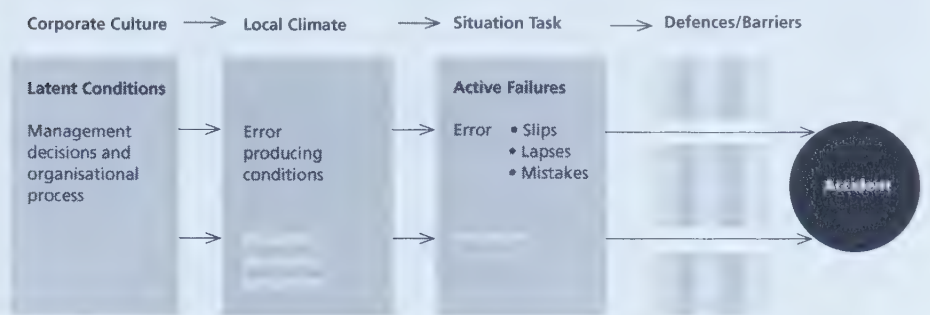 Corporate Culture → Local Climate → Situation Task → Defences/Barriers
Latent Conditions
Management
decisions and
organisational
process
Error
producing
conditions
Active Failures
Error • Slips
• Lapses
• Mistakes
Accident